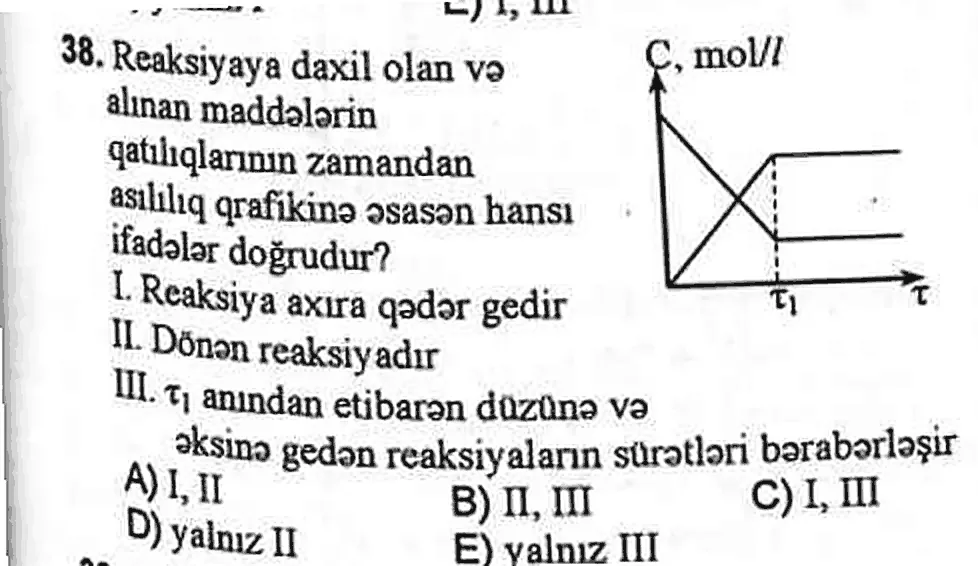 E) I, III
38. Reaksiyaya daxil olan və
alınan maddələrin
qatılıqlarının zamandan
asılılıq qrafikinə əsasən hansı
ifadələr doğrudur?
I. Reaksiya axıra qədər gedir
II. Dönən reaksiyadır
III. τ₁ anından etibarən düzünə və
əksinə gedən reaksiyaların sürətləri bərabərləşir
A) I, II
B) II, III
C) I, III
D) yalnız II
E) yalnız III
C, mol/l
τ₁
τ